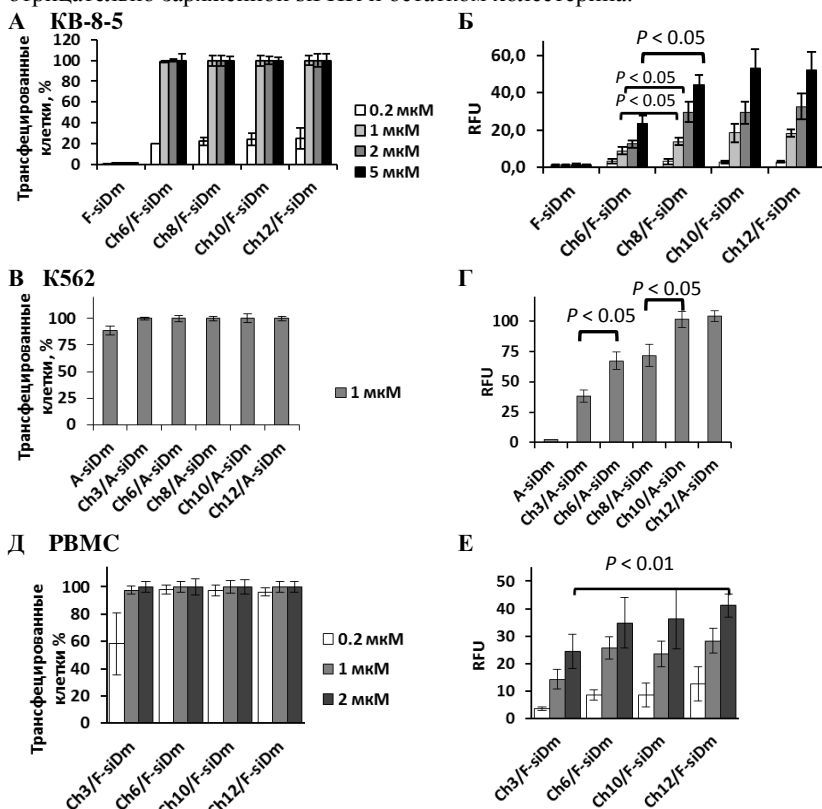 отрицательно заряженной siРНК и остатком холестерина.
А КВ-8-5
Б
Трансфецированные клетки, %
120
100
80
60
40
20
0
F-siDm
Ch6/F-siDm
Ch8/F-siDm
Ch10/F-siDm
Ch12/F-siDm
0.2 мкМ
1 мкМ
2 мкМ
5 мкМ
RFU
60,0
40,0
20,0
0,0
P < 0.05
P < 0.05
P < 0.05
F-siDm
Ch6/F-siDm
Ch8/F-siDm
Ch10/F-siDm
Ch12/F-siDm
В К562
Г
Трансфецированные клетки, %
100
75
50
25
0
A-siDm
Ch3/A-siDm
Ch6/A-siDm
Ch8/A-siDm
Ch10/A-siDn
Ch12/A-siDm
1 мкМ
RFU
100
75
50
25
0
P < 0.05
P < 0.05
A-siDm
Ch3/A-siDm
Ch6/A-siDm
Ch8/A-siDm
Ch10/A-siDn
Ch12/A-siDm
Д РВМС
Е
Трансфецированные клетки %
100
80
60
40
20
0
Ch3/F-siDm
Ch6/F-siDm
Ch10/F-siDm
Ch12/F-siDm
0.2 мкМ
1 мкМ
2 мкМ
RFU
50
40
30
20
10
0
P < 0.01
Ch3/F-siDm
Ch6/F-siDm
Ch10/F-siDm
Ch12/F-siDm